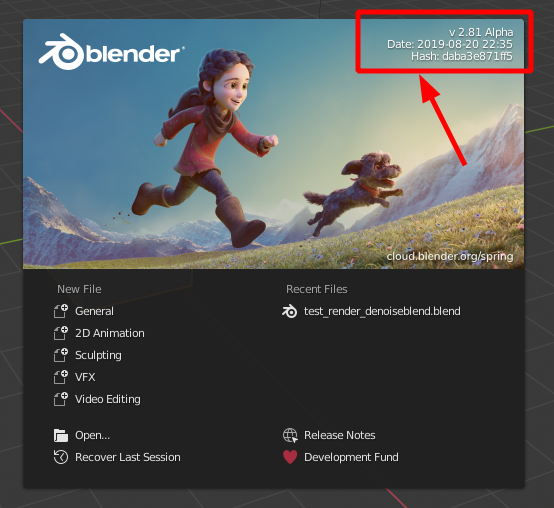 blender
v 2.81 Alpha
Date: 2019-08-20 22:35
Hash: daba3e871ff5
cloud.blender.org/spring
New File
General
2D Animation
Sculpting
VFX
Video Editing
Open...
Recover Last Session
Recent Files
test_render_denoiseblend.blend
Release Notes
Development Fund